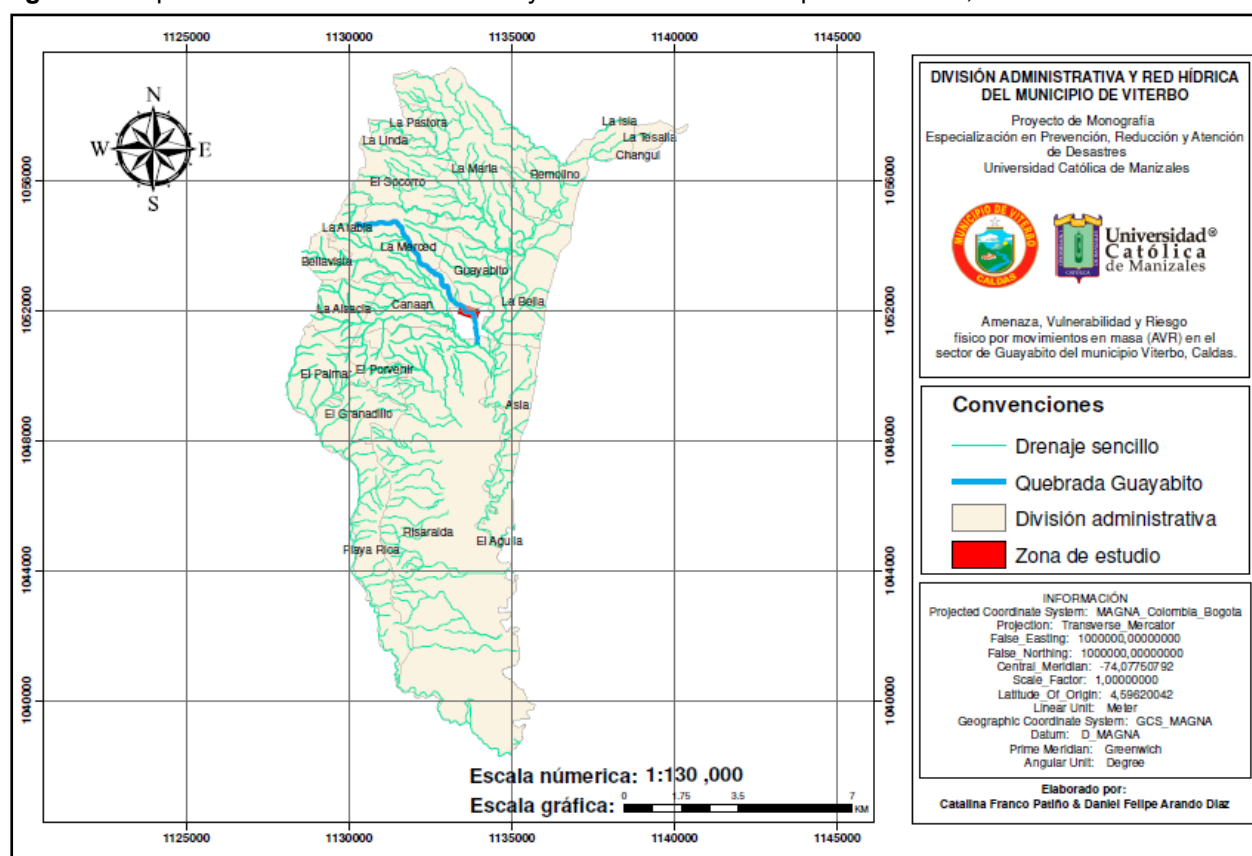 1125000 1130000 1135000 1140000 1145000
N
W E
S
1056000 1056000
1052000 1052000
1048000 1048000
1044000 1044000
1040000 1040000
La Pastora
La Linda
La Isla
La Tesalia
Changui
La Maria
Remolino
El Socorro
La Arabia
La Merced
Bellavista
Guayabito
La Alsacia
Canaan
La Bella
El Palmar
El Porvenir
El Granadillo
Asia
Risaralda
Playa Rica
El Aguila
Escala númerica: 1:130 ,000
Escala gráfica:
0 1.75 3.5 7
KM
1125000 1130000 1135000 1140000 1145000
DIVISIÓN ADMINISTRATIVA Y RED HÍDRICA
DEL MUNICIPIO DE VITERBO
Proyecto de Monografía
Especialización en Prevención, Reducción y Atención
de Desastres
Universidad Católica de Manizales
MUNICIPIO DE VITERBO
CALDAS
Universidad®
Católica
de Manizales
Amenaza, Vulnerabilidad y Riesgo
físico por movimientos en masa (AVR) en el
sector de Guayabito del municipio Viterbo, Caldas.
Convenciones
Drenaje sencillo
Quebrada Guayabito
División administrativa
Zona de estudio
INFORMACIÓN
Projected Coordinate System: MAGNA_Colombia_Bogota
Projection: Transverse_Mercator
False_Easting: 1000000,00000000
False_Northing: 1000000,00000000
Central_Meridian: -74,07750792
Scale_Factor: 1,00000000
Latitude_Of_Origin: 4,59620042
Linear Unit: Meter
Geographic Coordinate System: GCS_MAGNA
Datum: D_MAGNA
Prime Meridian: Greenwich
Angular Unit: Degree
Elaborado por:
Catalina Franco Patiño & Daniel Felipe Arando Diaz